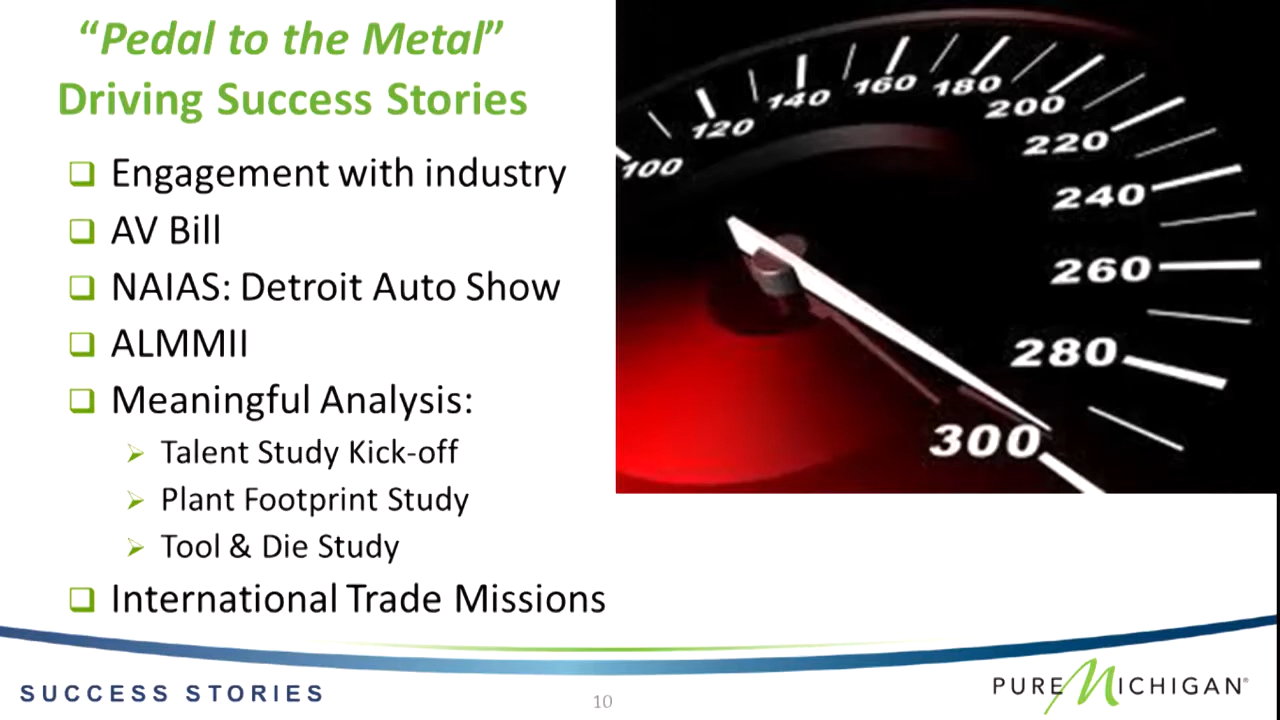 “Pedal to the Metal”
Driving Success Stories
Engagement with industry
AV Bill
NAIAS: Detroit Auto Show
ALMMII
Meaningful Analysis:
Talent Study Kick-off
Plant Footprint Study
Tool & Die Study
International Trade Missions
100
120
140
160
180
200
220
240
260
280
300
SUCCESS STORIES
10
PURE MICHIGAN®